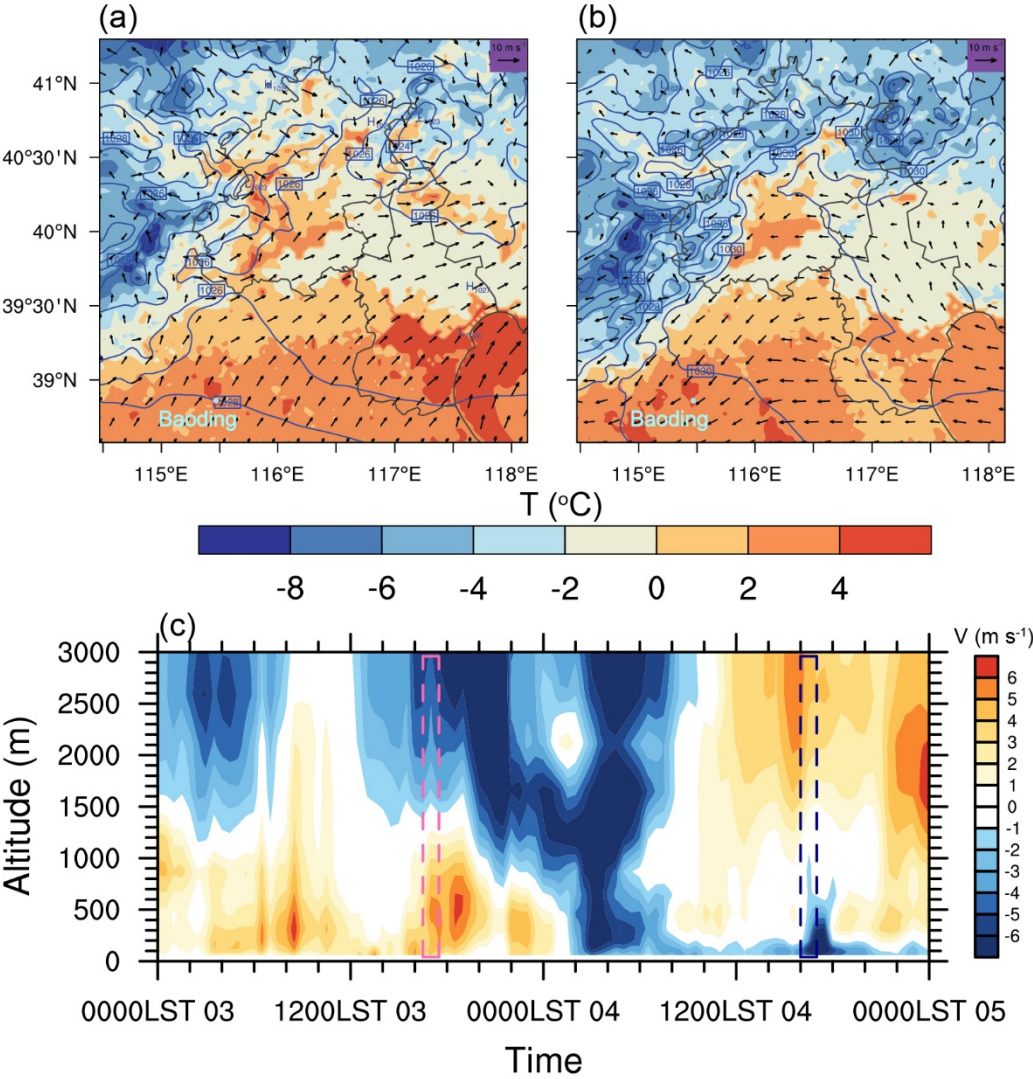 (a)
(b)
10 m s⁻¹
10 m s⁻¹
41°N
40°30'N
40°N
39°30'N
39°N
1026
1026
1028
1026
1026
1024
1026
1026
1026
1026
1026
Baoding
Baoding
1028
1030
1030
1030
1030
1030
1028
115°E
116°E
117°E
118°E
115°E
116°E
117°E
118°E
T (°C)
-8
-6
-4
-2
0
2
4
(c)
V (m s⁻¹)
3000
2500
2000
1500
1000
500
0
Altitude (m)
6
5
4
3
2
1
0
-1
-2
-3
-4
-5
-6
0000LST 03
1200LST 03
0000LST 04
1200LST 04
0000LST 05
Time